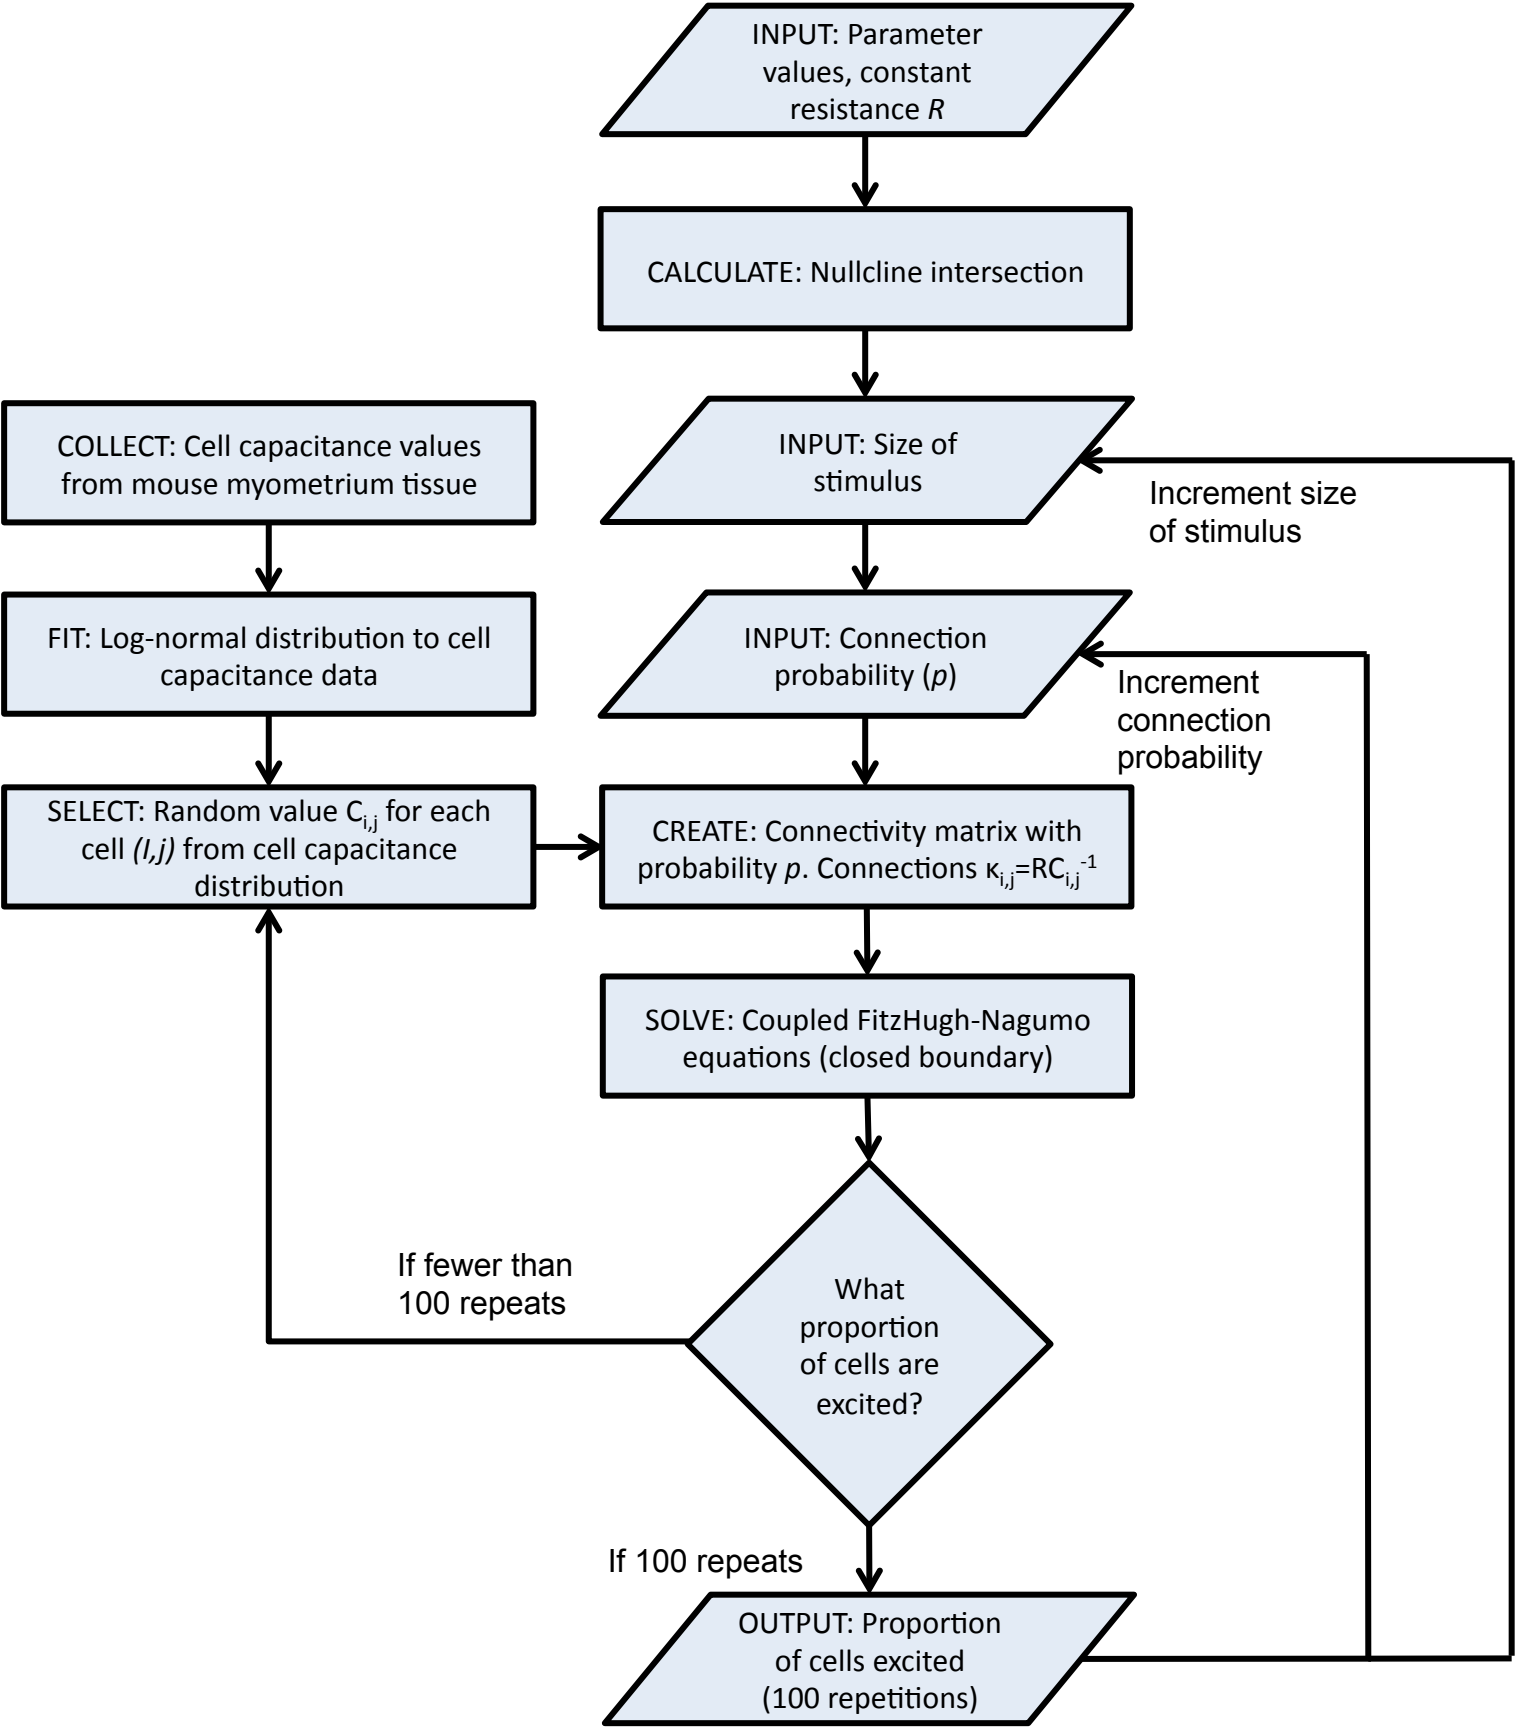 INPUT: Parameter
values, constant
resistance R
CALCULATE: Nullcline intersection
COLLECT: Cell capacitance values
from mouse myometrium tissue
INPUT: Size of
stimulus
Increment size
of stimulus
FIT: Log-normal distribution to cell
capacitance data
INPUT: Connection
probability (p)
Increment
connection
probability
SELECT: Random value C_{i,j} for each
cell (I,j) from cell capacitance
distribution
CREATE: Connectivity matrix with
probability p. Connections κ_{i,j}=RC_{i,j}^{-1}
SOLVE: Coupled FitzHugh-Nagumo
equations (closed boundary)
If fewer than
100 repeats
What
proportion
of cells are
excited?
If 100 repeats
OUTPUT: Proportion
of cells excited
(100 repetitions)